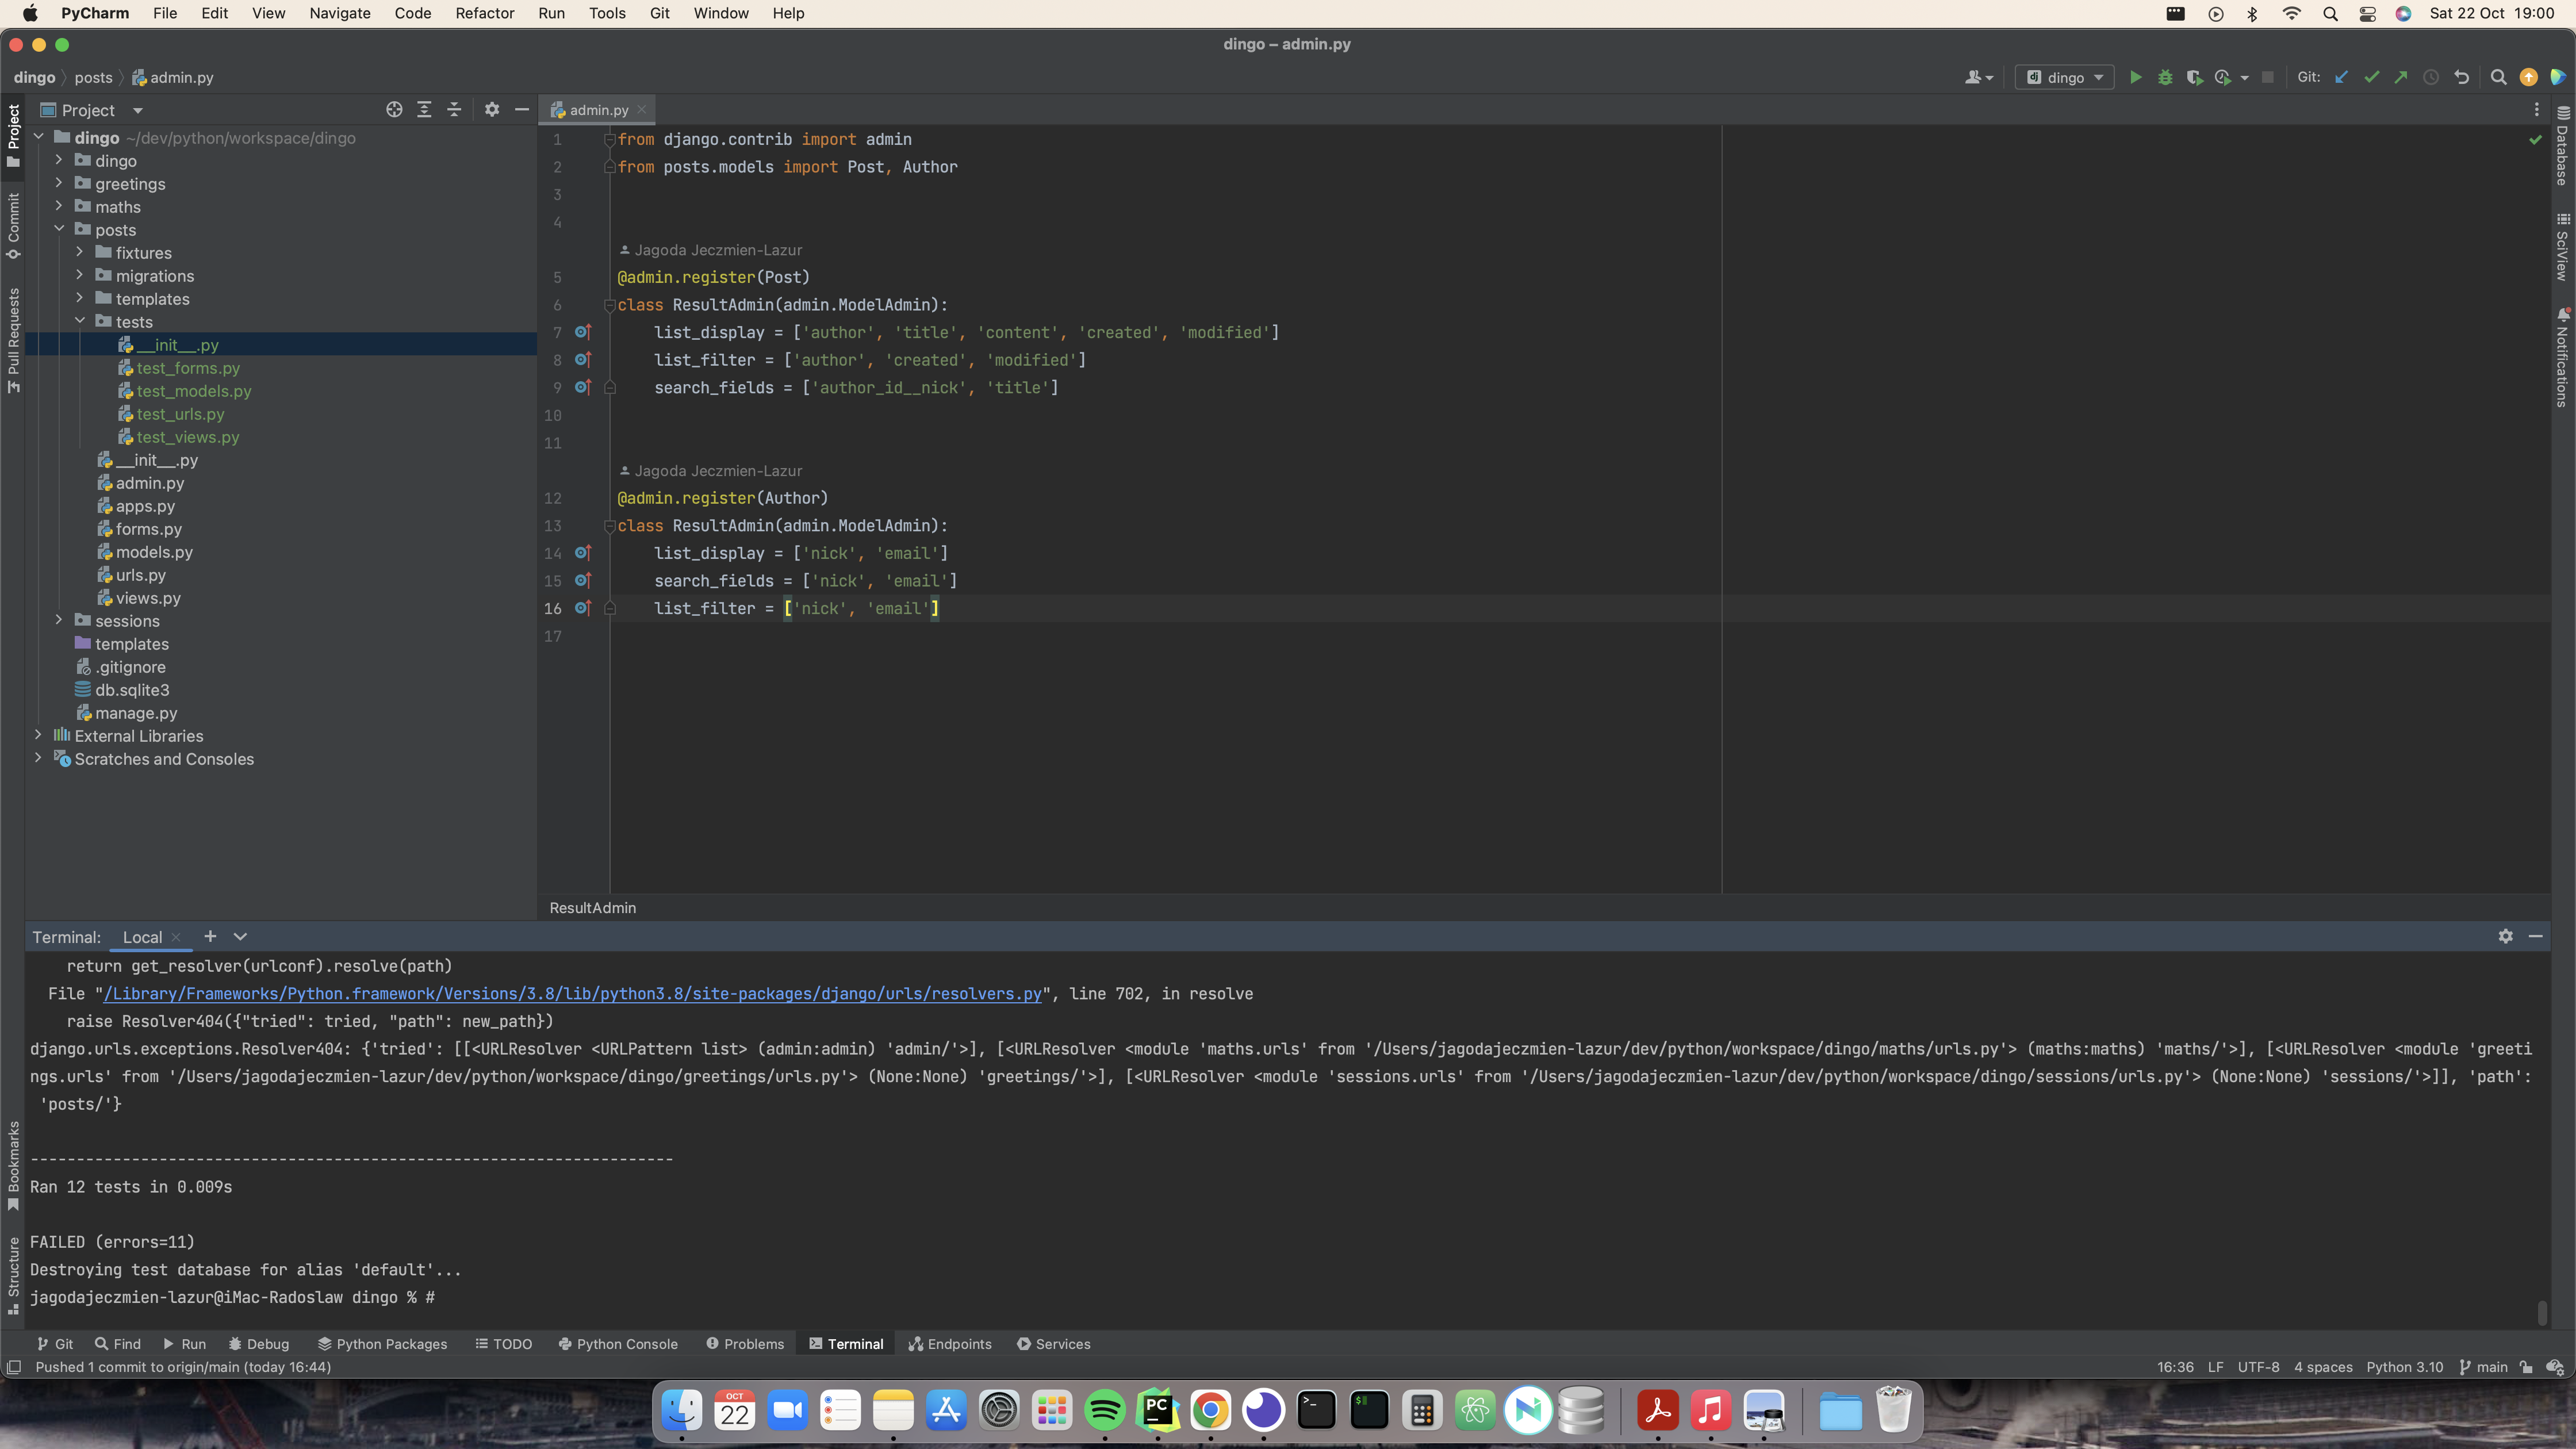 PyCharm File Edit View Navigate Code Refactor Run Tools Git Window Help Sat 22 Oct 19:00
dingo – admin.py
dingo posts admin.py dingo Git:
Project
admin.py
Project
Commit
Pull Requests
Bookmarks
Structure
dingo ~/dev/python/workspace/dingo
dingo
greetings
maths
posts
fixtures
migrations
templates
tests
__init__.py
test_forms.py
test_models.py
test_urls.py
test_views.py
__init__.py
admin.py
apps.py
forms.py
models.py
urls.py
views.py
sessions
templates
.gitignore
db.sqlite3
manage.py
External Libraries
Scratches and Consoles
1 from django.contrib import admin
2 from posts.models import Post, Author
3
4
Jagoda Jeczmien-Lazur
5 @admin.register(Post)
6 class ResultAdmin(admin.ModelAdmin):
7 list_display = ['author', 'title', 'content', 'created', 'modified']
8 list_filter = ['author', 'created', 'modified']
9 search_fields = ['author_id__nick', 'title']
10
11
Jagoda Jeczmien-Lazur
12 @admin.register(Author)
13 class ResultAdmin(admin.ModelAdmin):
14 list_display = ['nick', 'email']
15 search_fields = ['nick', 'email']
16 list_filter = ['nick', 'email']
17
ResultAdmin
Database
SciView
Notifications
Terminal: Local
return get_resolver(urlconf).resolve(path)
File "/Library/Frameworks/Python.framework/Versions/3.8/lib/python3.8/site-packages/django/urls/resolvers.py", line 702, in resolve
raise Resolver404({"tried": tried, "path": new_path})
django.urls.exceptions.Resolver404: {'tried': [[<URLResolver <URLPattern list> (admin:admin) 'admin/'>], [<URLResolver <module 'maths.urls' from '/Users/jagodajeczmien-lazur/dev/python/workspace/dingo/maths/urls.py'> (maths:maths) 'maths/'>], [<URLResolver <module 'greeti
ngs.urls' from '/Users/jagodajeczmien-lazur/dev/python/workspace/dingo/greetings/urls.py'> (None:None) 'greetings/'>], [<URLResolver <module 'sessions.urls' from '/Users/jagodajeczmien-lazur/dev/python/workspace/dingo/sessions/urls.py'> (None:None) 'sessions/'>]], 'path':
'posts/'}
----------------------------------------------------------------------
Ran 12 tests in 0.009s
FAILED (errors=11)
Destroying test database for alias 'default'...
jagodajeczmien-lazur@iMac-Radoslaw dingo % #
Git Find Run Debug Python Packages TODO Python Console Problems Terminal Endpoints Services
Pushed 1 commit to origin/main (today 16:44) 16:36 LF UTF-8 4 spaces Python 3.10 main
OCT
22
PC